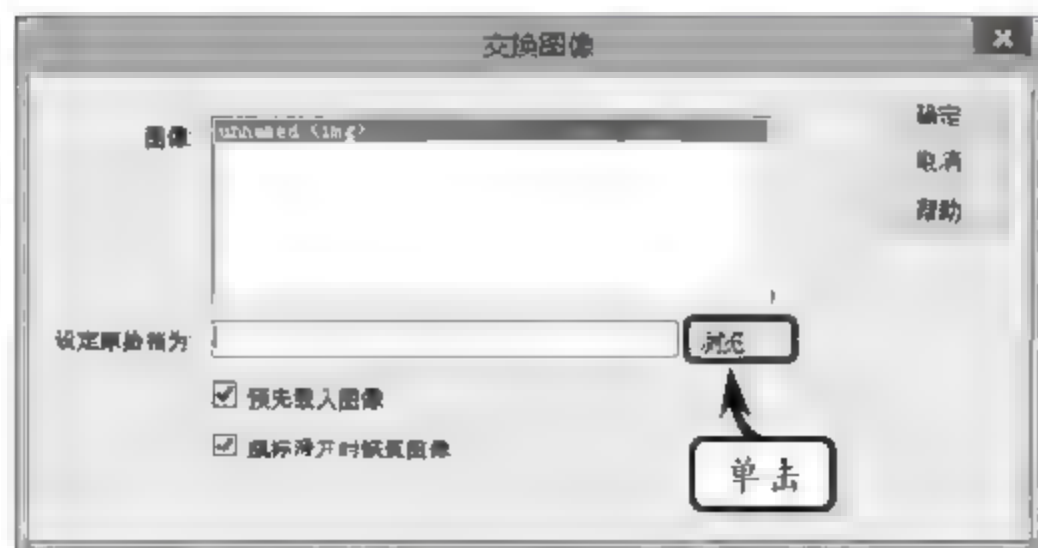 交换图像
图像:
unnamed <img>
确定
取消
帮助
设定原始档为:
浏览
预先载入图像
鼠标滑开时恢复图像
单击